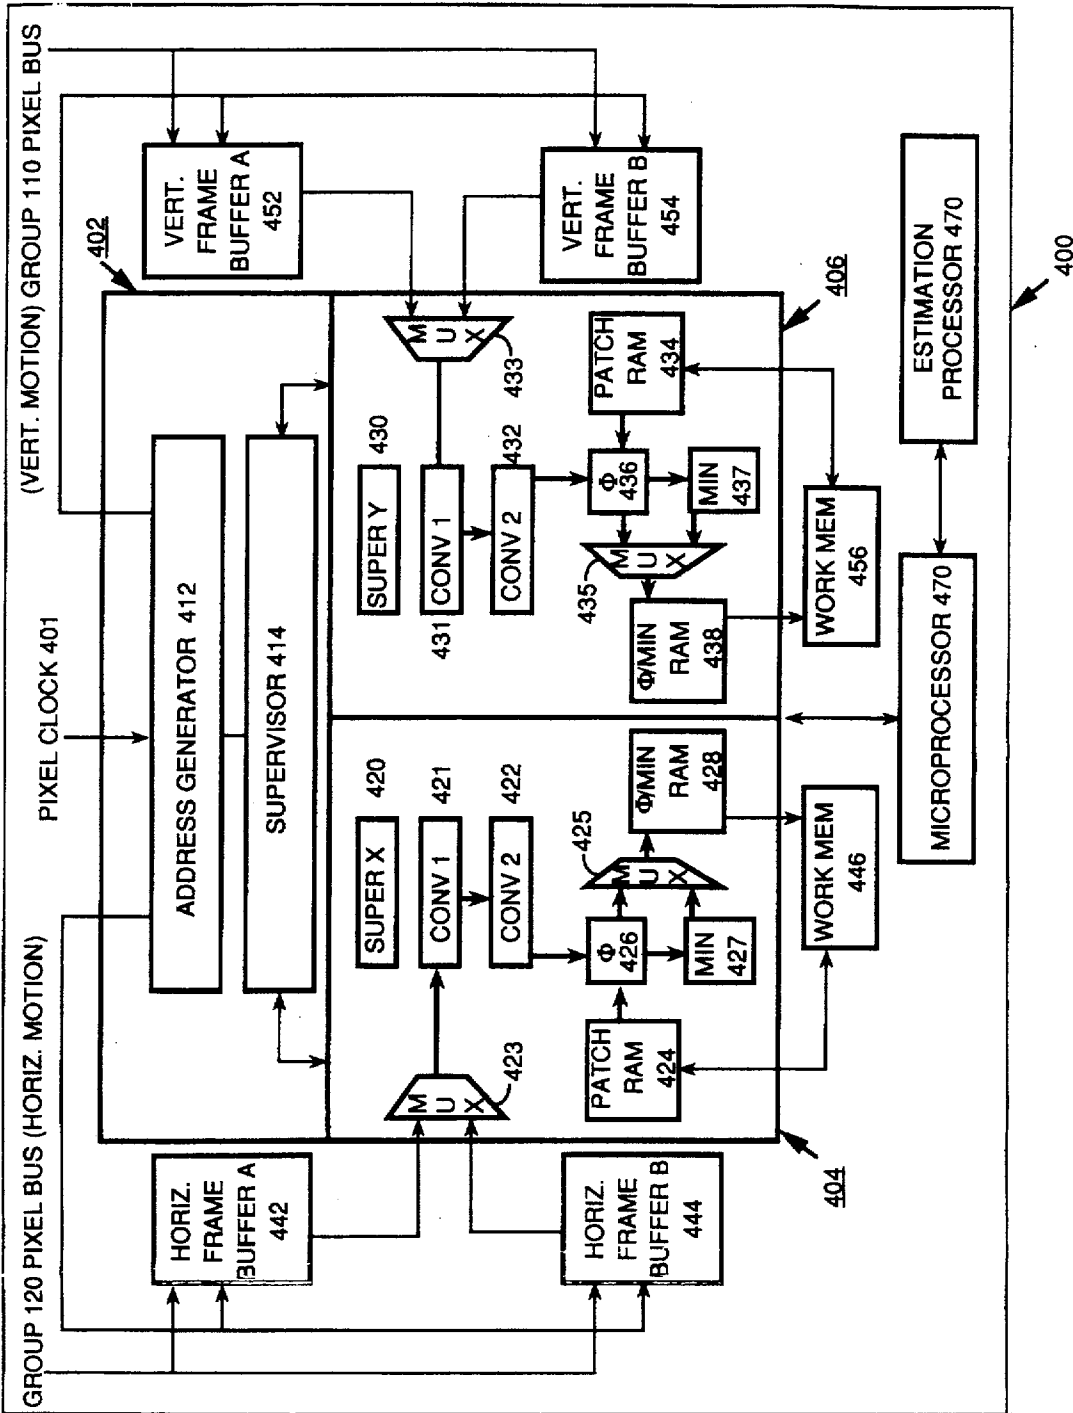 GROUP 120 PIXEL BUS (HORIZ. MOTION)
(VERT. MOTION) GROUP 110 PIXEL BUS
PIXEL CLOCK 401
402
ADDRESS GENERATOR 412
SUPERVISOR 414
HORIZ.
FRAME
BUFFER A
442
HORIZ.
FRAME
BUFFER B
444
VERT.
FRAME
BUFFER A
452
VERT.
FRAME
BUFFER B
454
MUX
423
SUPER X
420
CONV 1
421
CONV 2
422
PATCH
RAM
424
Φ
426
MIN
427
MUX
425
Φ/MIN
RAM
428
404
MUX
433
SUPER Y
430
CONV 1
431
CONV 2
432
PATCH
RAM
434
Φ
436
MIN
437
MUX
435
Φ/MIN
RAM
438
406
WORK MEM
446
WORK MEM
456
MICROPROCESSOR 470
ESTIMATION
PROCESSOR 470
400